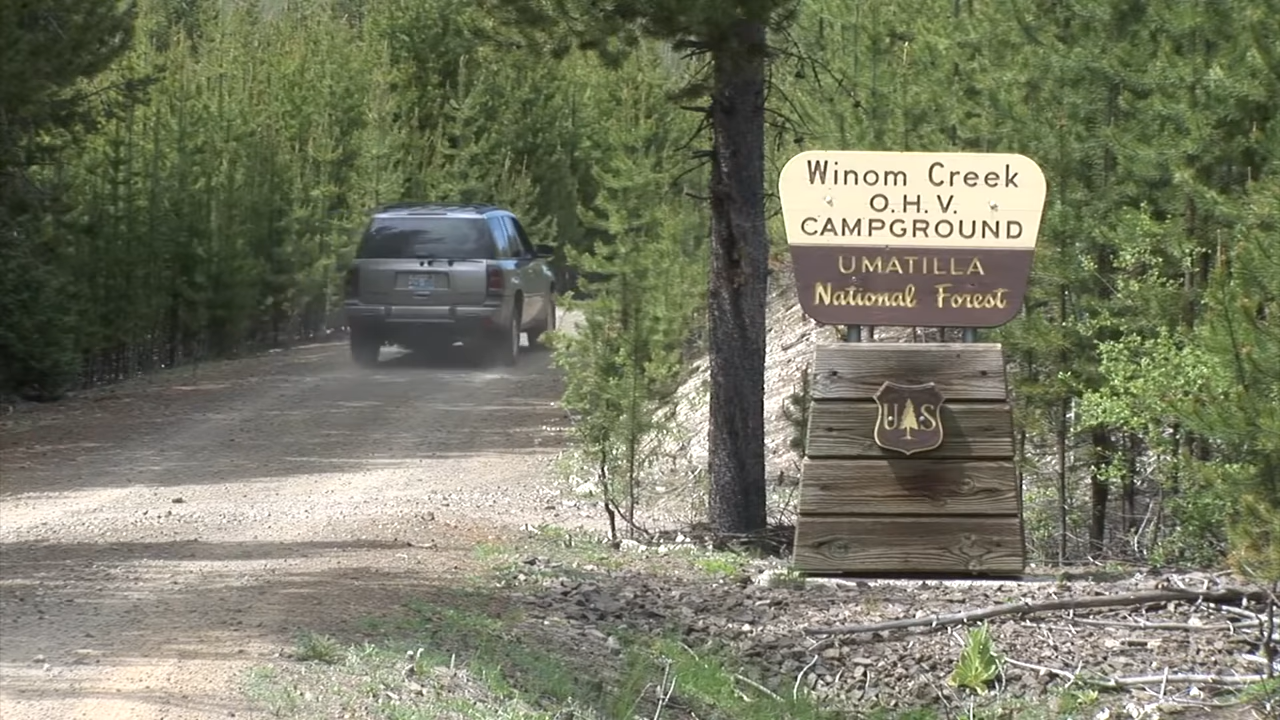 Winom Creek
O.H.V.
CAMPGROUND
UMATILLA
National Forest
US